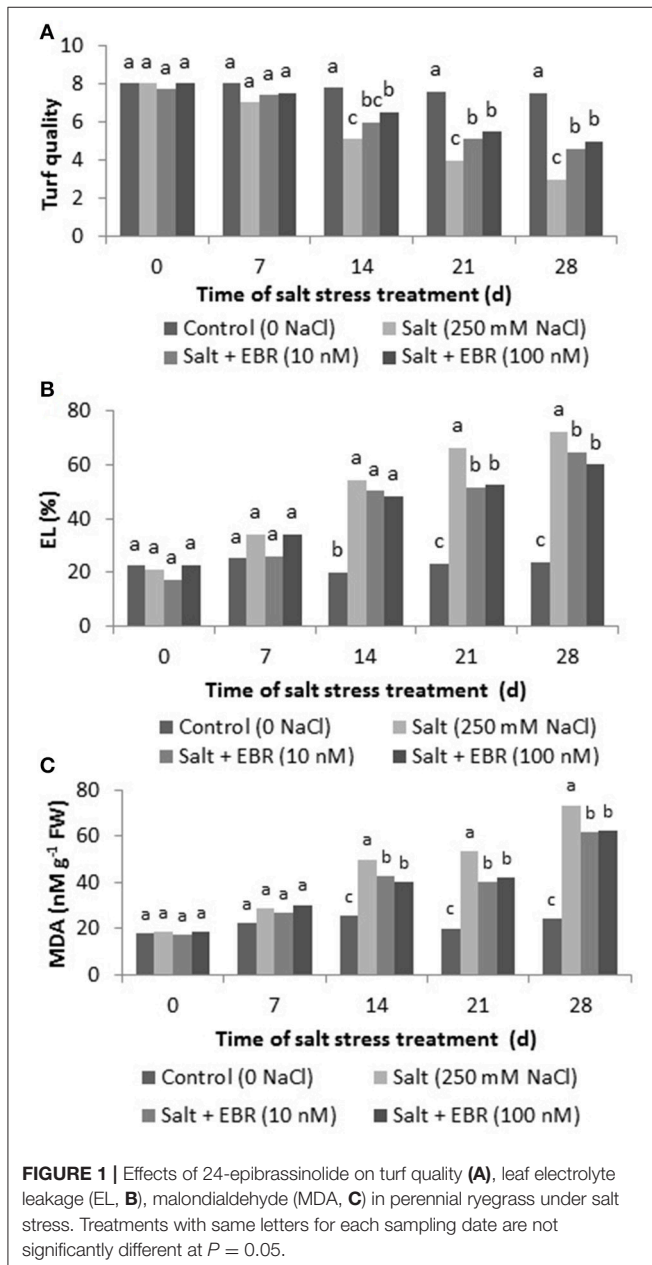 A
10
8
6
4
2
0
Turf quality
a a a a
a a a a
a c bc b
a c b b
a c b b
0 7 14 21 28
Time of salt stress treatment (d)
Control (0 NaCl) Salt (250 mM NaCl)
Salt + EBR (10 nM) Salt + EBR (100 nM)
B
80
60
40
20
0
EL (%)
a a a a
a a a a
b a a a
c a b b
c a b b
0 7 14 21 28
Time of salt stress treatment (d)
Control (0 NaCl) Salt (250 mM NaCl)
Salt + EBR (10 nM) Salt + EBR (100 nM)
C
80
60
40
20
0
MDA (nM g⁻¹ FW)
a a a a
a a a a
c a b b
c a b b
c a b b
0 7 14 21 28
Time of salt stress treatment (d)
Control (0 NaCl) Salt (250 mM NaCl)
Salt + EBR (10 nM) Salt + EBR (100 nM)
FIGURE 1 | Effects of 24-epibrassinolide on turf quality (A), leaf electrolyte
leakage (EL, B), malondialdehyde (MDA, C) in perennial ryegrass under salt
stress. Treatments with same letters for each sampling date are not
significantly different at P = 0.05.